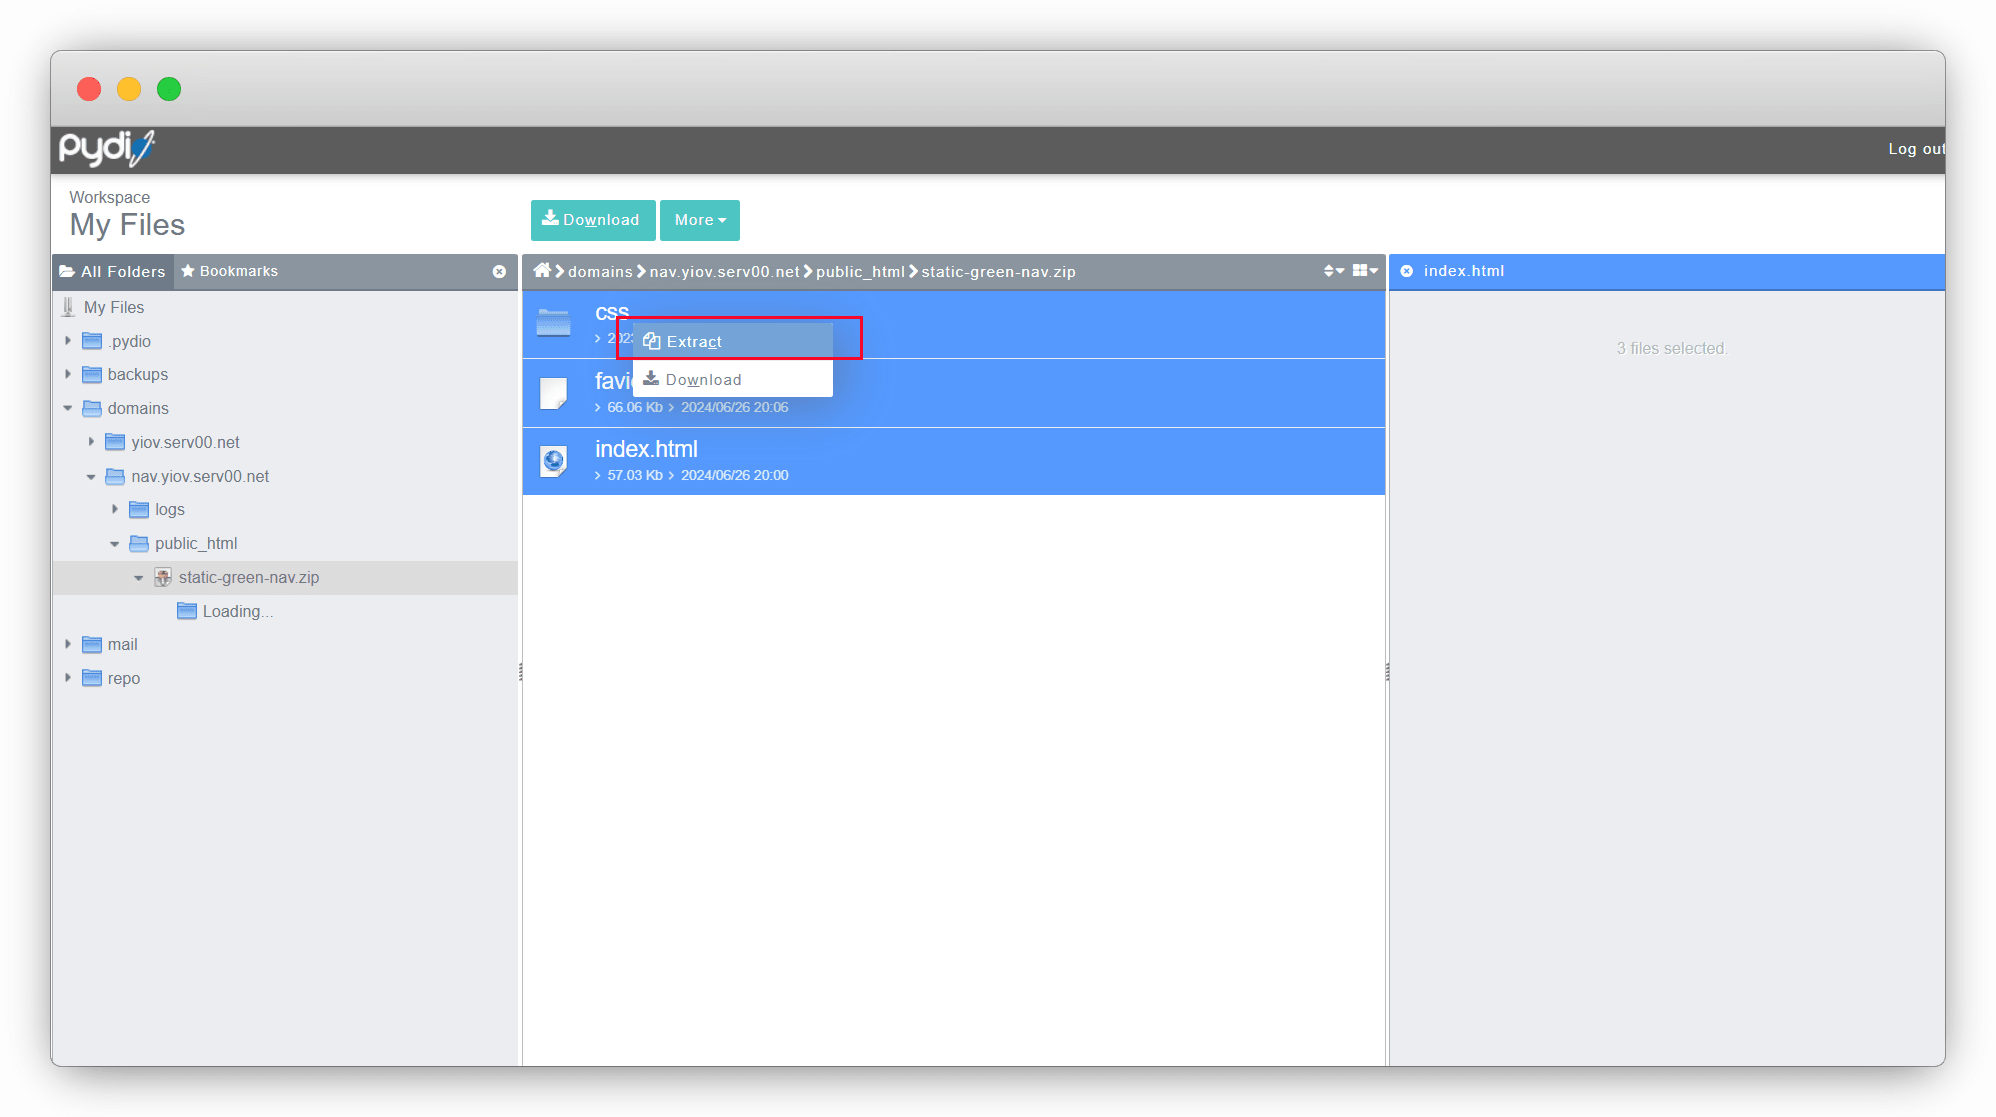 pydio
Log out
Workspace
My Files
Download
More
All Folders
Bookmarks
domains
nav.yiov.serv00.net
public_html
static-green-nav.zip
index.html
My Files
.pydio
backups
domains
yiov.serv00.net
nav.yiov.serv00.net
logs
public_html
static-green-nav.zip
Loading...
mail
repo
css
Extract
Download
66.06 Kb
2024/06/26 20:06
index.html
57.03 Kb
2024/06/26 20:00
3 files selected.